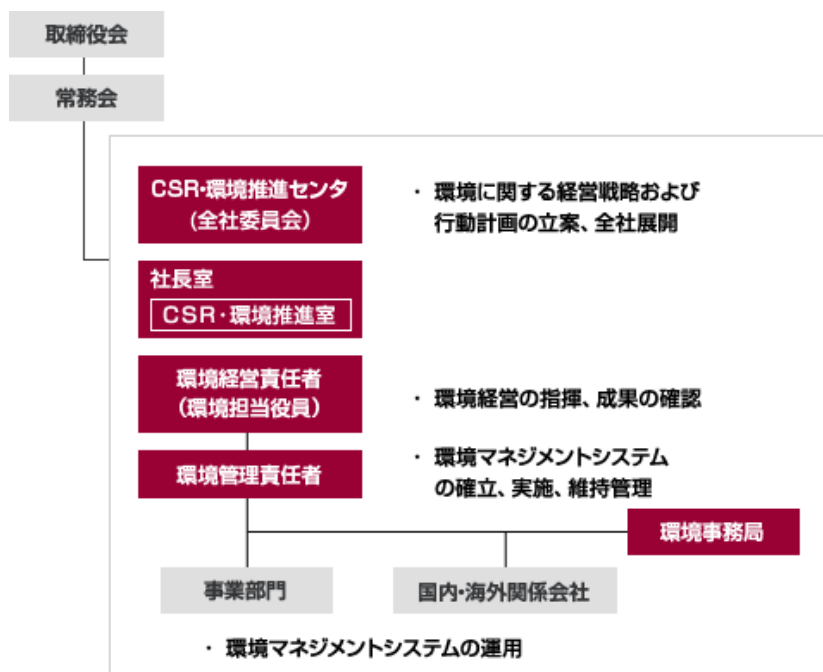 取締役会
常務会
CSR・環境推進センタ
(全社委員会)
・ 環境に関する経営戦略および
行動計画の立案、全社展開
社長室
CSR・環境推進室
環境経営責任者
(環境担当役員)
・ 環境経営の指揮、成果の確認
環境管理責任者
・ 環境マネジメントシステム
の確立、実施、維持管理
環境事務局
事業部門
国内・海外関係会社
・ 環境マネジメントシステムの運用